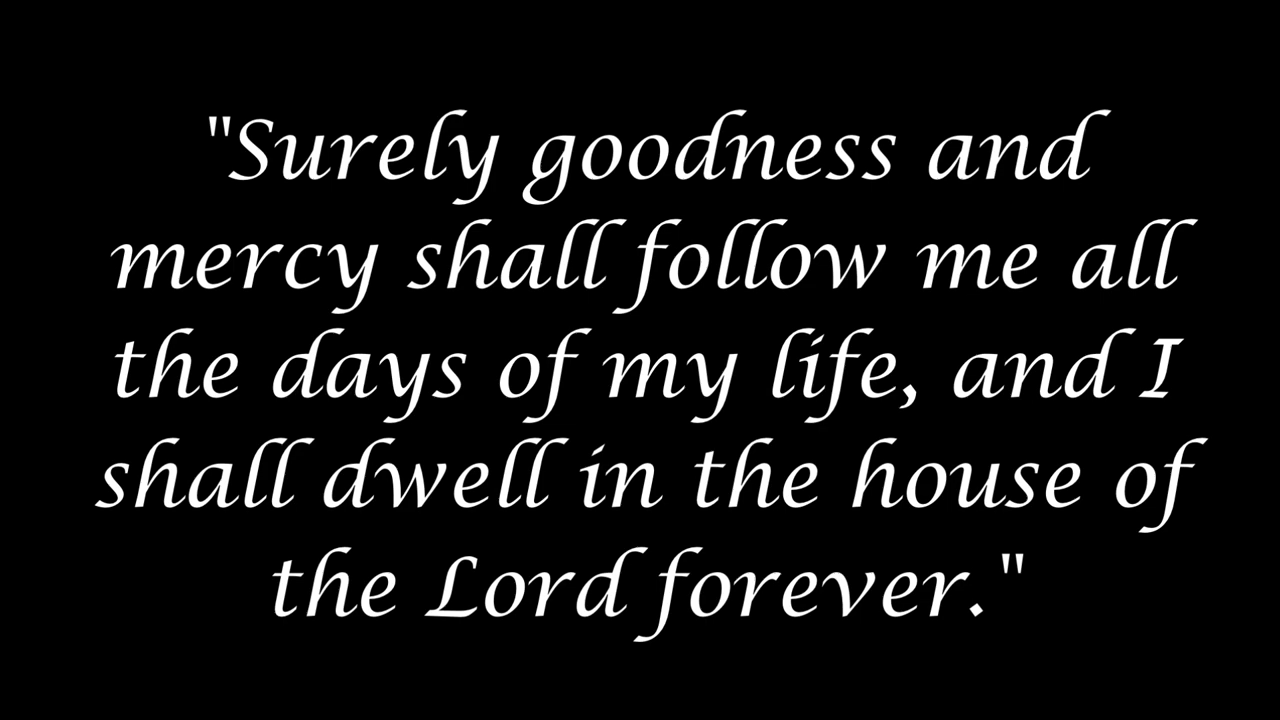 "Surely goodness and
mercy shall follow me all
the days of my life, and I
shall dwell in the house of
the Lord forever."